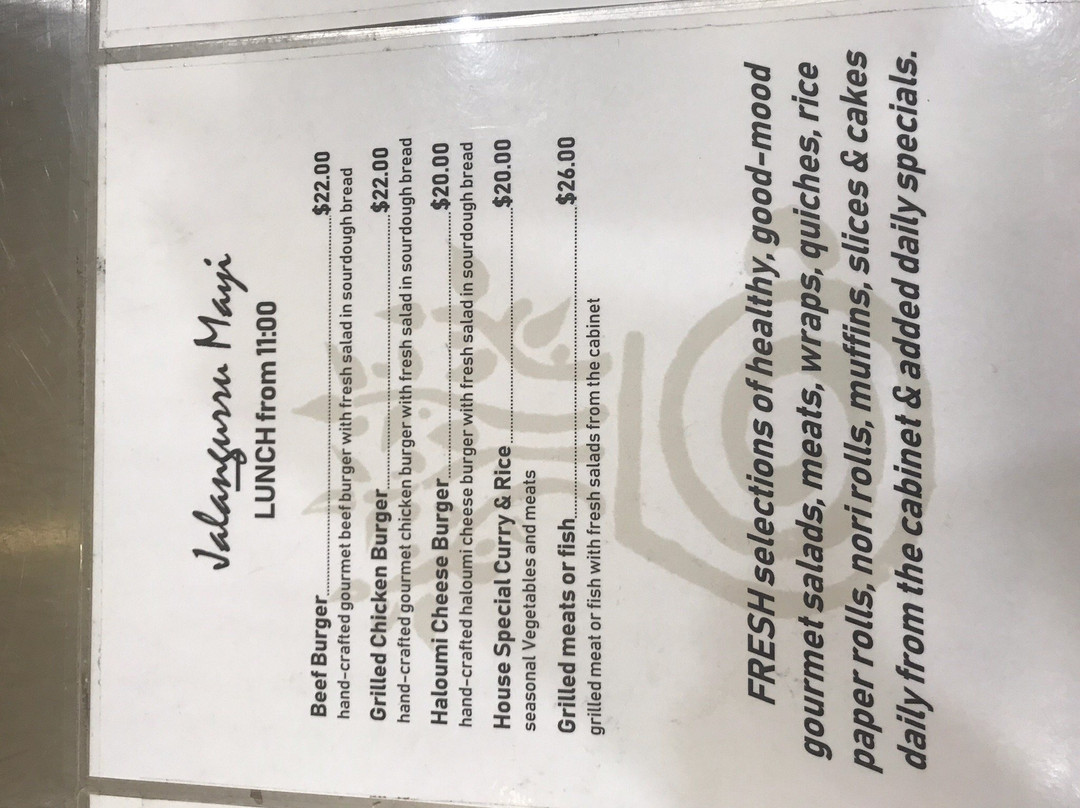 Jalangurru Mayi
LUNCH from 11:00
Beef Burger....................$22.00
hand-crafted gourmet beef burger with fresh salad in sourdough bread
Grilled Chicken Burger....................$22.00
hand-crafted gourmet chicken burger with fresh salad in sourdough bread
Haloumi Cheese Burger....................$20.00
hand-crafted haloumi cheese burger with fresh salad in sourdough bread
House Special Curry & Rice ....................$20.00
seasonal Vegetables and meats
Grilled meats or fish....................$26.00
grilled meat or fish with fresh salads from the cabinet
FRESH selections of healthy, good-mood
gourmet salads, meats, wraps, quiches, rice
paper rolls, nori rolls, muffins, slices & cakes
daily from the cabinet & added daily specials.